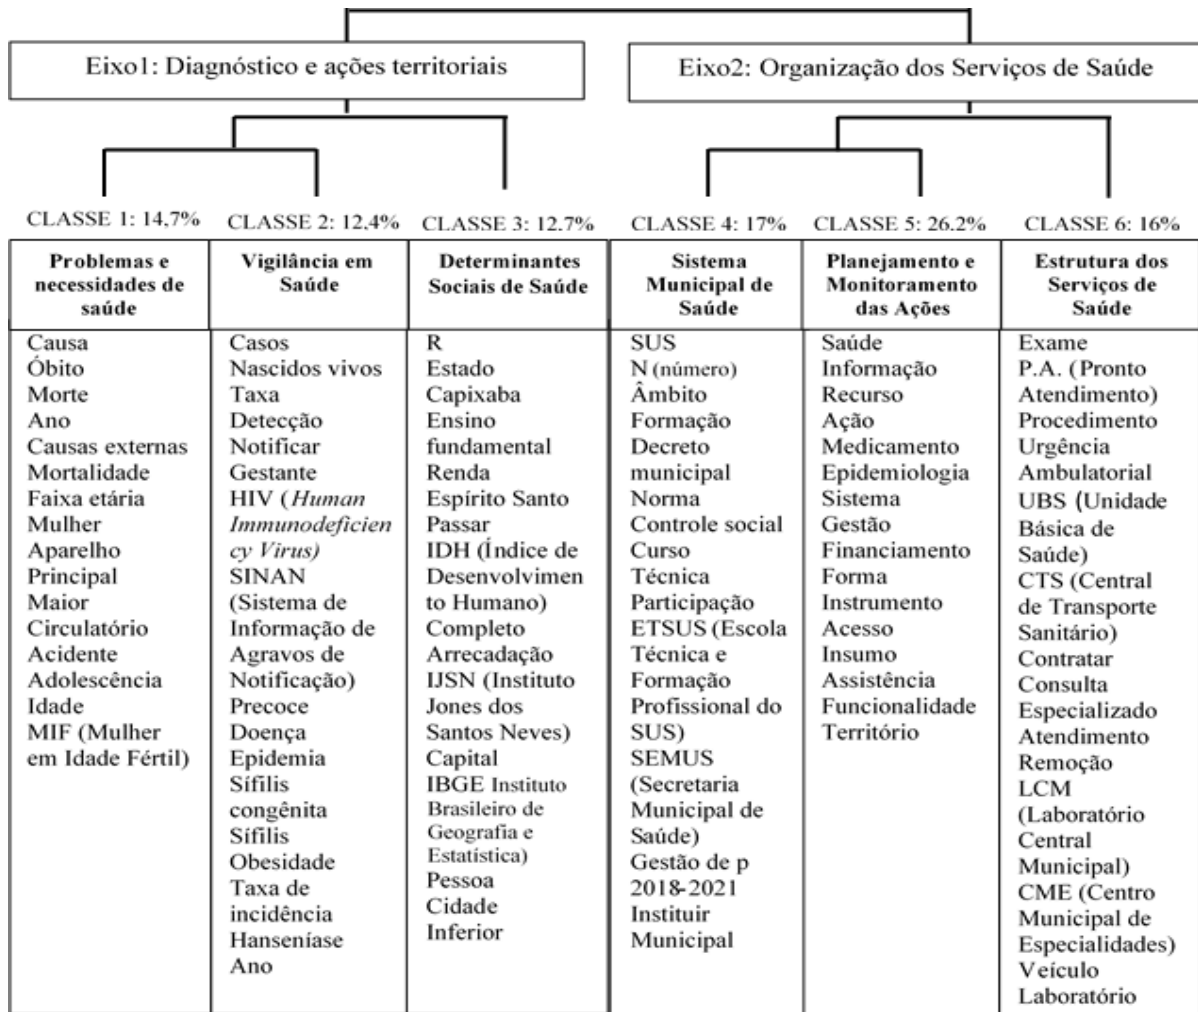 Eixo1: Diagnóstico e ações territoriais
Eixo2: Organização dos Serviços de Saúde
CLASSE 1: 14,7%
CLASSE 2: 12,4%
CLASSE 3: 12,7%
CLASSE 4: 17%
CLASSE 5: 26,2%
CLASSE 6: 16%
Problemas e
necessidades de
saúde
Vigilância em
Saúde
Determinantes
Sociais de Saúde
Sistema
Municipal de
Saúde
Planejamento e
Monitoramento
das Ações
Estrutura dos
Serviços de
Saúde
Causa
Óbito
Morte
Ano
Causas externas
Mortalidade
Faixa etária
Mulher
Aparelho
Principal
Maior
Circulatório
Acidente
Adolescência
Idade
MIF (Mulher
em Idade Fértil)
Casos
Nascidos vivos
Taxa
Detecção
Notificar
Gestante
HIV (Human
Immunodeficien
cy Virus)
SINAN
(Sistema de
Informação de
Agravos de
Notificação)
Precoce
Doença
Epidemia
Sífilis
congênita
Sífilis
Obesidade
Taxa de
incidência
Hanseníase
Ano
R
Estado
Capixaba
Ensino
fundamental
Renda
Espírito Santo
Passar
IDH (Índice de
Desenvolvimen
to Humano)
Completo
Arrecadação
IJSN (Instituto
Jones dos
Santos Neves)
Capital
IBGE Instituto
Brasileiro de
Geografia e
Estatística)
Pessoa
Cidade
Inferior
SUS
N (número)
Âmbito
Formação
Decreto
municipal
Norma
Controle social
Curso
Técnica
Participação
ETSUS (Escola
Técnica e
Formação
Profissional do
SUS)
SEMUS
(Secretaria
Municipal de
Saúde)
Gestão de p
2018-2021
Instituir
Municipal
Saúde
Informação
Recurso
Ação
Medicamento
Epidemiologia
Sistema
Gestão
Financiamento
Forma
Instrumento
Acesso
Insumo
Assistência
Funcionalidade
Território
Exame
P.A. (Pronto
Atendimento)
Procedimento
Urgência
Ambulatorial
UBS (Unidade
Básica de
Saúde)
CTS (Central
de Transporte
Sanitário)
Contratar
Consulta
Especializado
Atendimento
Remoção
LCM
(Laboratório
Central
Municipal)
CME (Centro
Municipal de
Especialidades)
Veículo
Laboratório